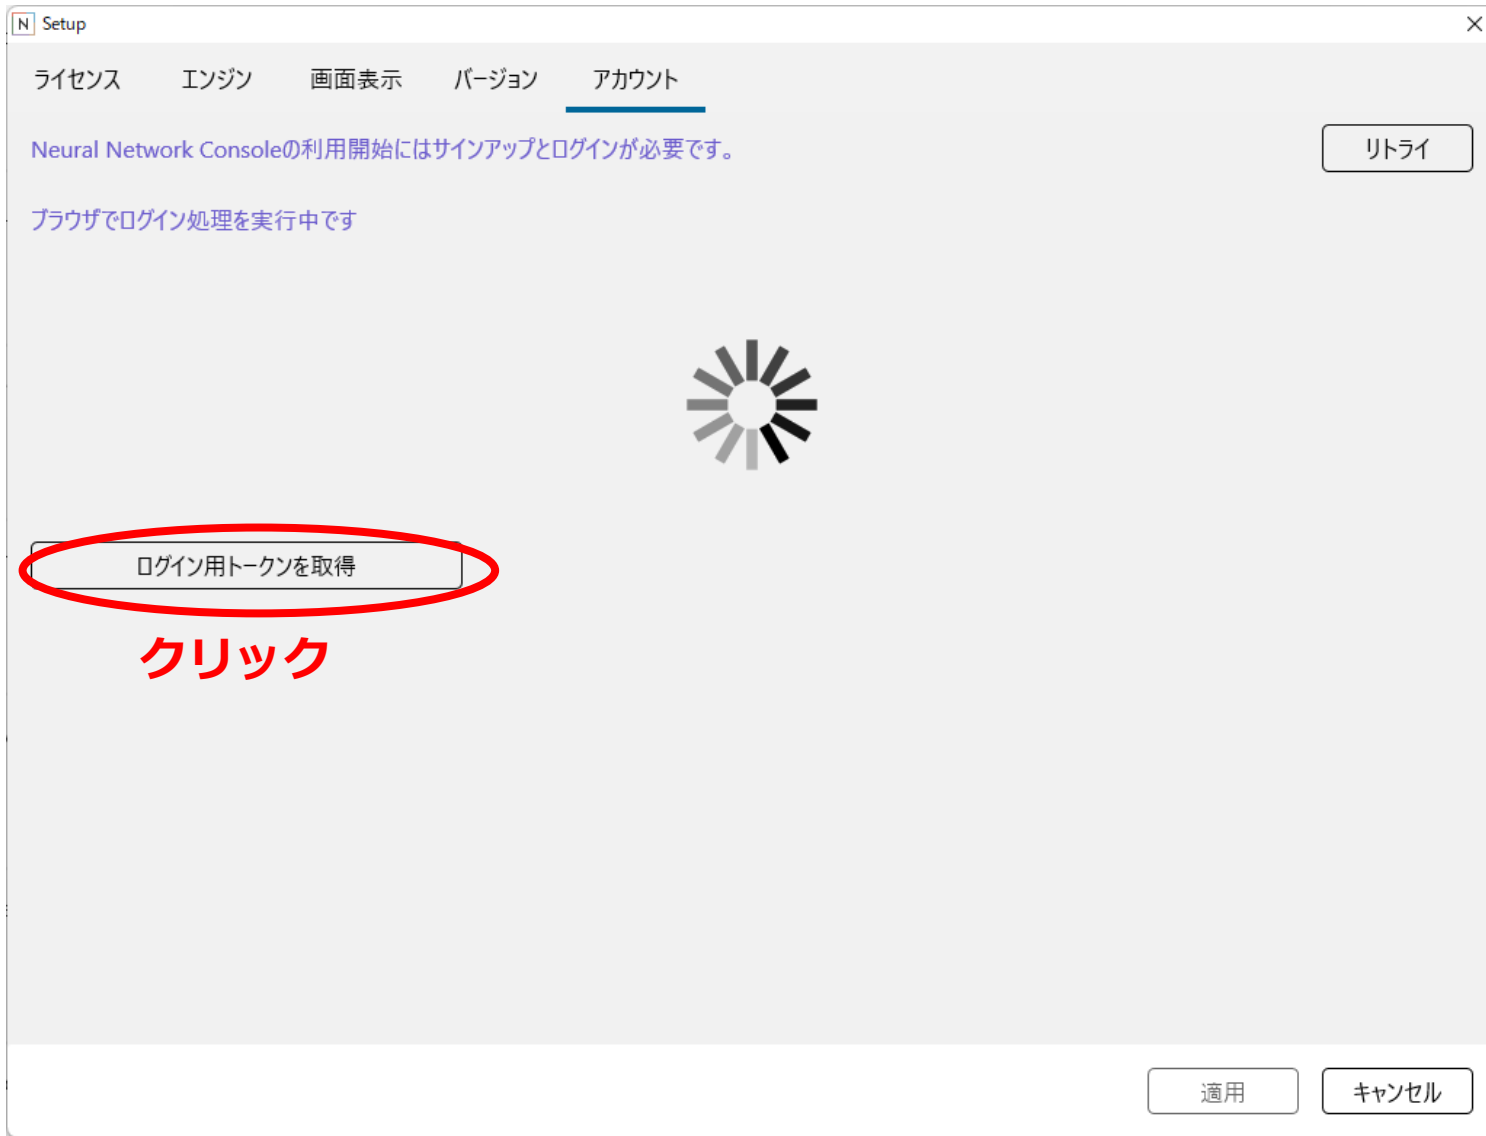 N Setup
ライセンス エンジン 画面表示 バージョン アカウント
Neural Network Consoleの利用開始にはサインアップとログインが必要です。
リトライ
ブラウザでログイン処理を実行中です
ログイン用トークンを取得
クリック
適用 キャンセル